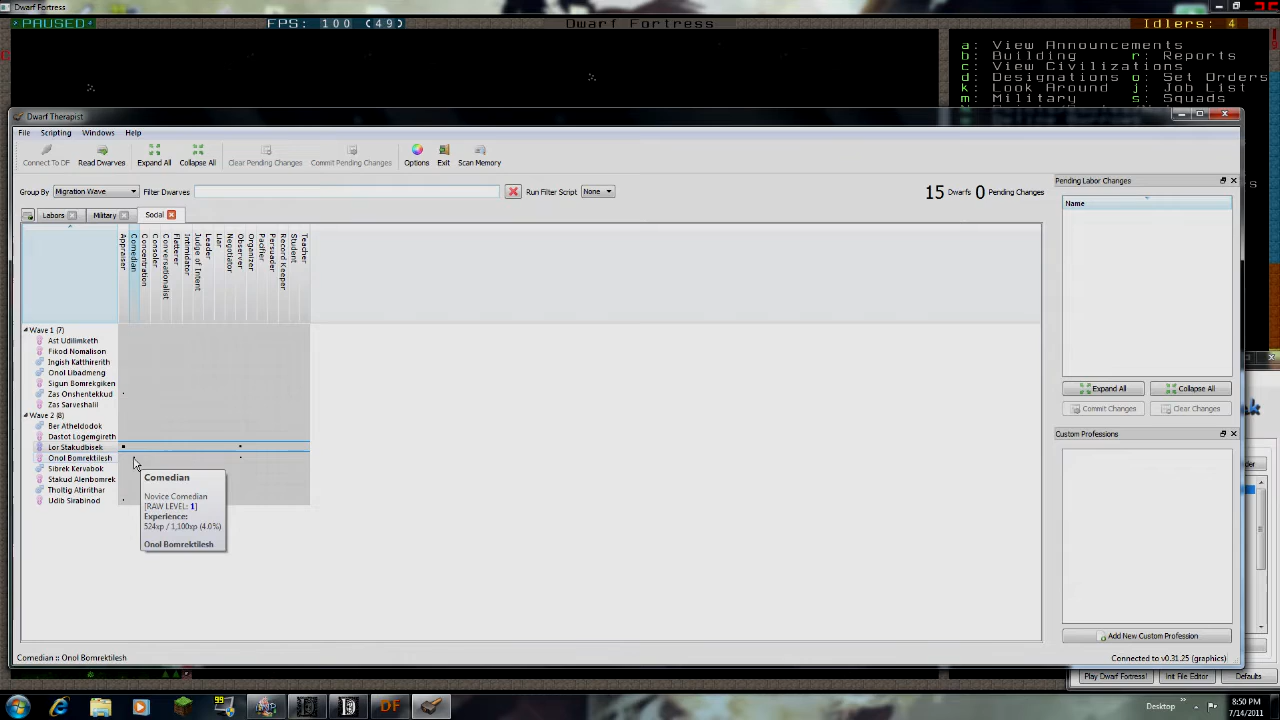 Dwarf Fortress
PAUSED
FPS: 100 (49)
Dwarf Fortress
Idlers: 4
a: View Announcements
b: Building r: Reports
c: View Civilizations
d: Designations o: Set Orders
k: Look Around j: Job List
m: Military s: Squads
Dwarf Therapist
File Scripting Windows Help
Connect To DF Read Dwarves Expand All Collapse All Clear Pending Changes Commit Pending Changes Options Exit Scan Memory
Group By Migration Wave Filter Dwarves Run Filter Script None 15 Dwarfs 0 Pending Changes
Labors Military Social
Appraiser
Comedian
Concentration
Consoler
Conversationalist
Flatterer
Intimidator
Judge of Intent
Leader
Liar
Negotiator
Observer
Organizer
Pacifier
Persuader
Record Keeper
Student
Teacher
Wave 1 (7)
Ast Udilimketh
Fikod Nomalison
Ingish Katthirerith
Onol Libadmeng
Sigun Bomrekgiken
Zas Onshentekkud
Zas Sarveshalil
Wave 2 (8)
Ber Atheldodok
Dastot Logemgireth
Lor Stakudbisek
Onol Bomrektilesh
Sibrek Kervabok
Stakud Alenbomrek
Tholtig Atirrithar
Udib Sirabinod
Comedian
Novice Comedian
[RAW LEVEL: 1]
Experience:
524xp / 1,100xp (4.0%)
Onol Bomrektilesh
Pending Labor Changes
Name
Expand All Collapse All
Commit Changes Clear Changes
Custom Professions
Add New Custom Profession
Comedian :: Onol Bomrektilesh
Connected to v0.31.25 (graphics)
Play Dwarf Fortress! Init File Editor Defaults
99
DF
Desktop
8:50 PM
7/14/2011